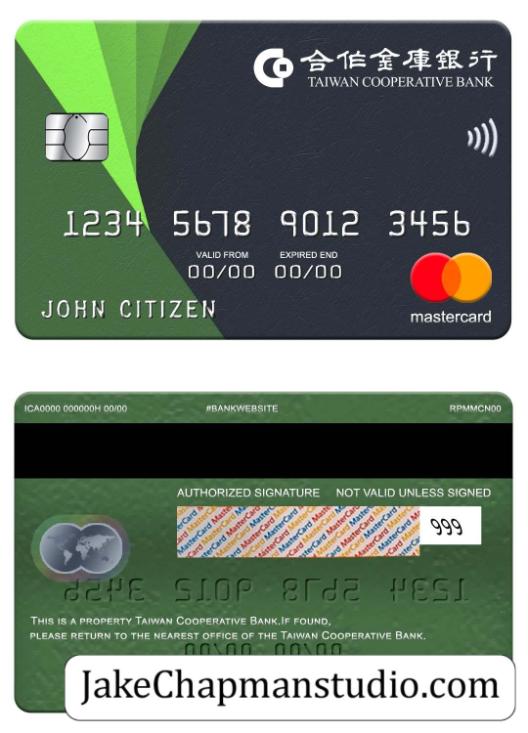 合作金庫銀行
TAIWAN COOPERATIVE BANK
1234 5678 9012 3456
VALID FROM EXPIRED END
00/00 00/00
JOHN CITIZEN
mastercard
ICA0000 000000H 00/00 #BANKWEBSITE RPMMCN00
AUTHORIZED SIGNATURE NOT VALID UNLESS SIGNED
MasterCard MasterCard MasterCard
999
THIS IS A PROPERTY TAIWAN COOPERATIVE BANK.IF FOUND,
PLEASE RETURN TO THE NEAREST OFFICE OF THE TAIWAN COOPERATIVE BANK.
JakeChapmanstudio.com